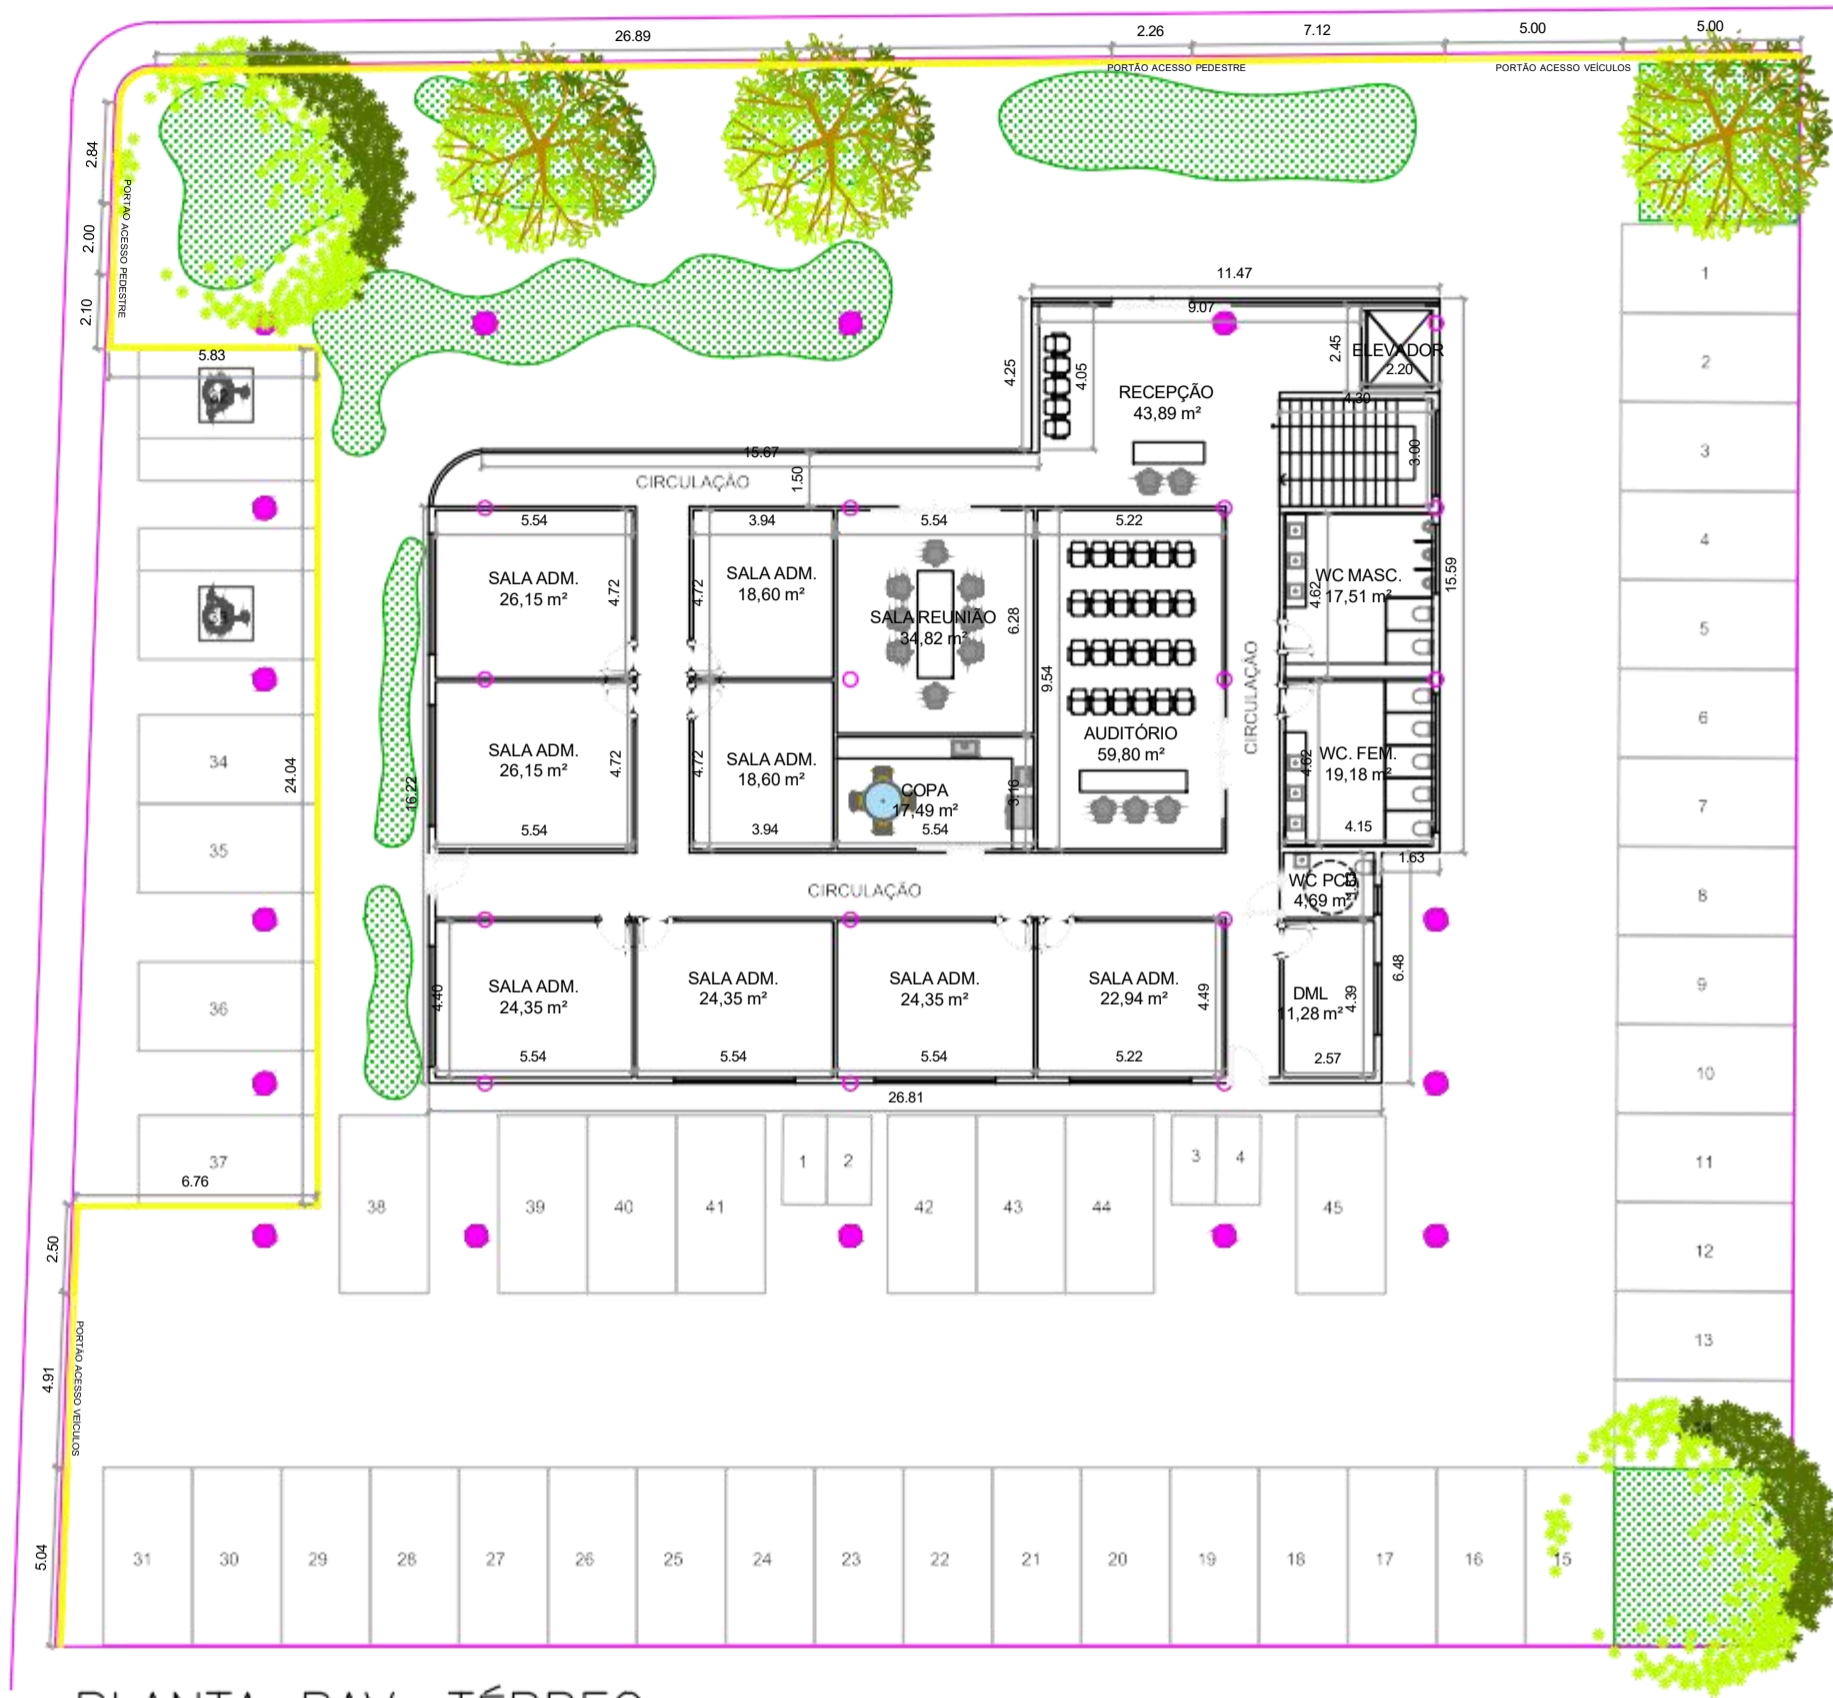 26.89
2.26
7.12
5.00
5.00
PORTÃO ACESSO PEDESTRE
PORTÃO ACESSO VEÍCULOS
2.84
2.00
2.10
PORTAO ACESSO PEDESTRE
5.83
11.47
9.07
4.25
4.05
2.45
ELEVADOR
2.20
4.30
3.00
RECEPÇÃO
43,89 m²
15.67
1.50
CIRCULAÇÃO
5.54
3.94
5.54
5.22
SALA ADM.
26,15 m²
4.72
4.72
SALA ADM.
18,60 m²
SALA REUNIÃO
34,82 m²
6.28
9.54
AUDITÓRIO
59,80 m²
CIRCULAÇÃO
WC MASC.
17,51 m²
4.62
15.59
SALA ADM.
26,15 m²
4.72
5.54
4.72
SALA ADM.
18,60 m²
3.94
COPA
17,49 m²
5.54
3.16
WC. FEM.
19,18 m²
4.62
4.15
1.63
16.22
24.04
CIRCULAÇÃO
WC PCD
4,69 m²
SALA ADM.
24,35 m²
4.40
5.54
SALA ADM.
24,35 m²
5.54
SALA ADM.
24,35 m²
5.54
SALA ADM.
22,94 m²
4.49
5.22
DML
11,28 m²
4.39
2.57
6.48
26.81
1
2
3
4
5
6
7
8
9
10
11
12
13
34
35
36
37
6.76
38
39
40
41
1
2
42
43
44
3
4
45
2.50
4.91
PORTÃO ACESSO VEÍCULOS
5.04
31
30
29
28
27
26
25
24
23
22
21
20
19
18
17
16
15
PLANTA PAV. TÉRREO